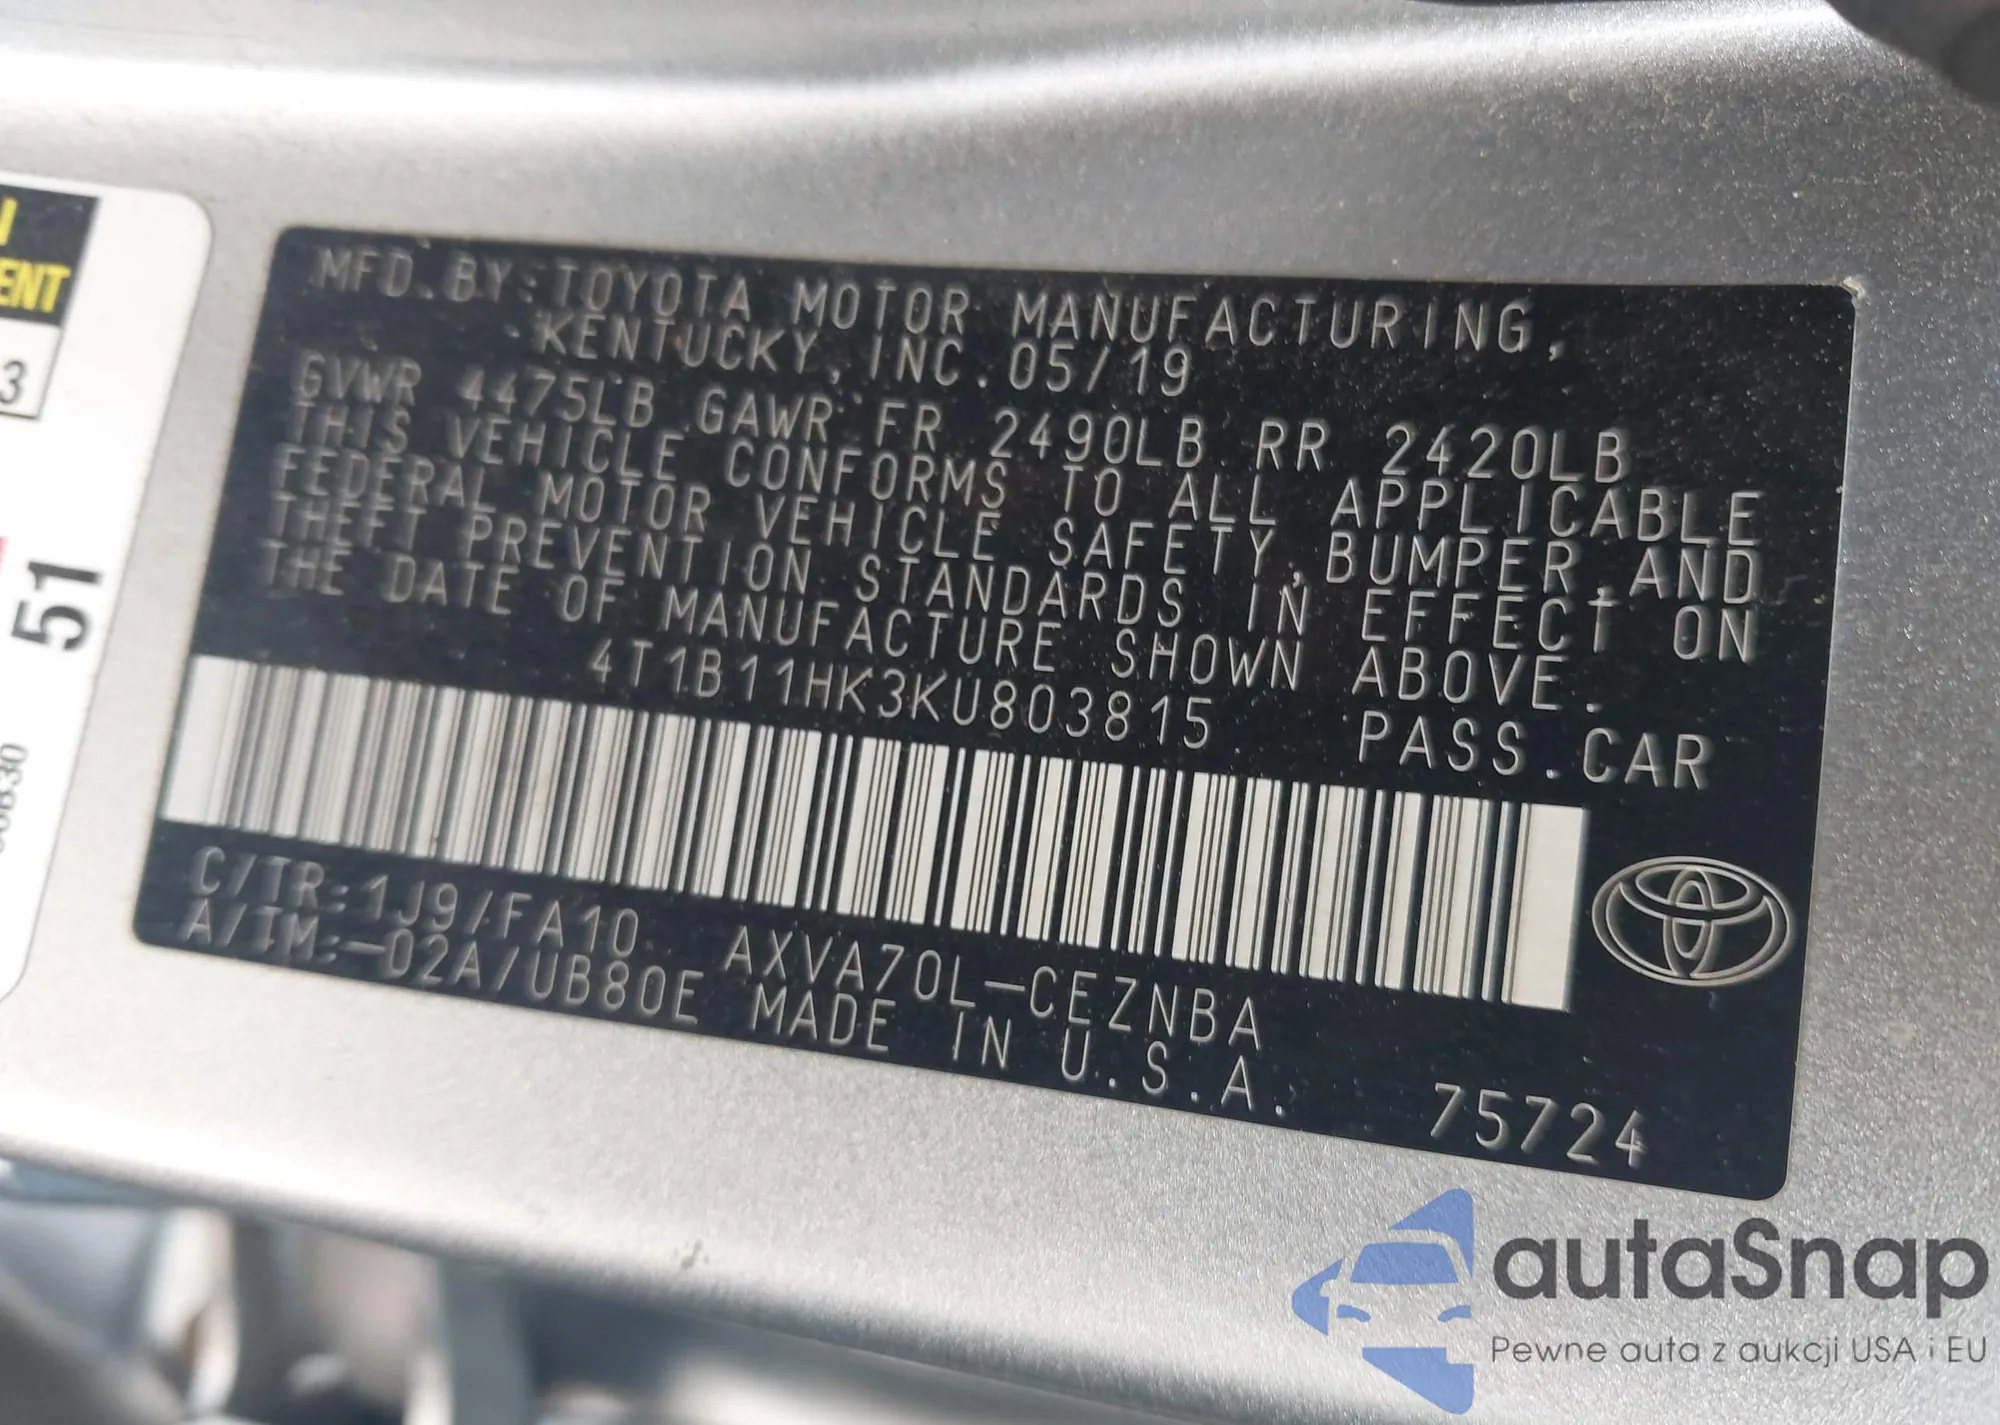 MFD. BY: TOYOTA MOTOR MANUFACTURING,
KENTUCKY, INC. 05/19
GVWR 4475LB GAWR FR 2490LB RR 2420LB
THIS VEHICLE CONFORMS TO ALL APPLICABLE
FEDERAL MOTOR VEHICLE SAFETY, BUMPER, AND
THEFT PREVENTION STANDARDS IN EFFECT ON
THE DATE OF MANUFACTURE SHOWN ABOVE.
4T1B11HK3KU803815 PASS. CAR
C/TR: 1J9/FA10 AXVA70L-CEZNBA
A/TM: -02A/UB80E MADE IN U.S.A. 75724
3
51
autaSnap
Pewne auta z aukcji USA i EU